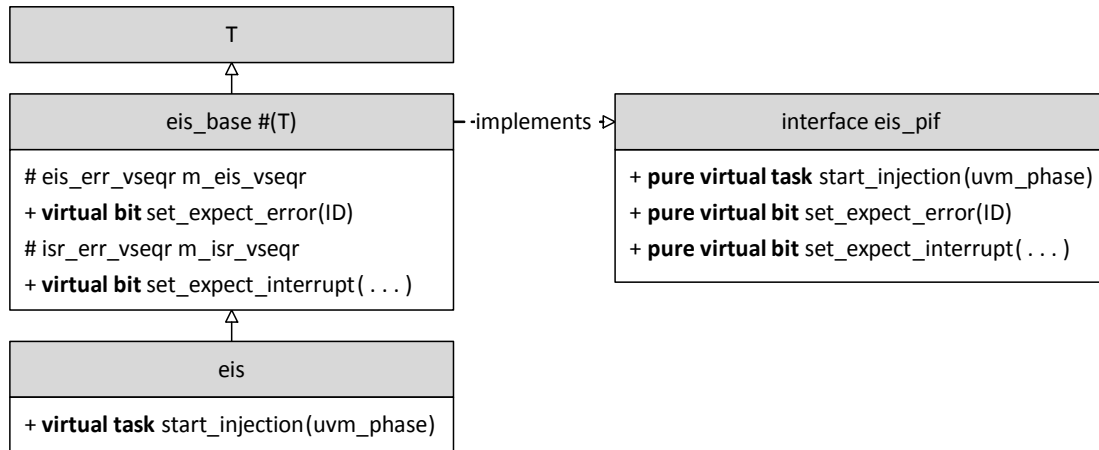 T
eis_base #(T)
# eis_err_vseqr m_eis_vseqr
+ virtual bit set_expect_error(ID)
# isr_err_vseqr m_isr_vseqr
+ virtual bit set_expect_interrupt( . . . )
implements
interface eis_pif
+ pure virtual task start_injection(uvm_phase)
+ pure virtual bit set_expect_error(ID)
+ pure virtual bit set_expect_interrupt( . . . )
eis
+ virtual task start_injection(uvm_phase)